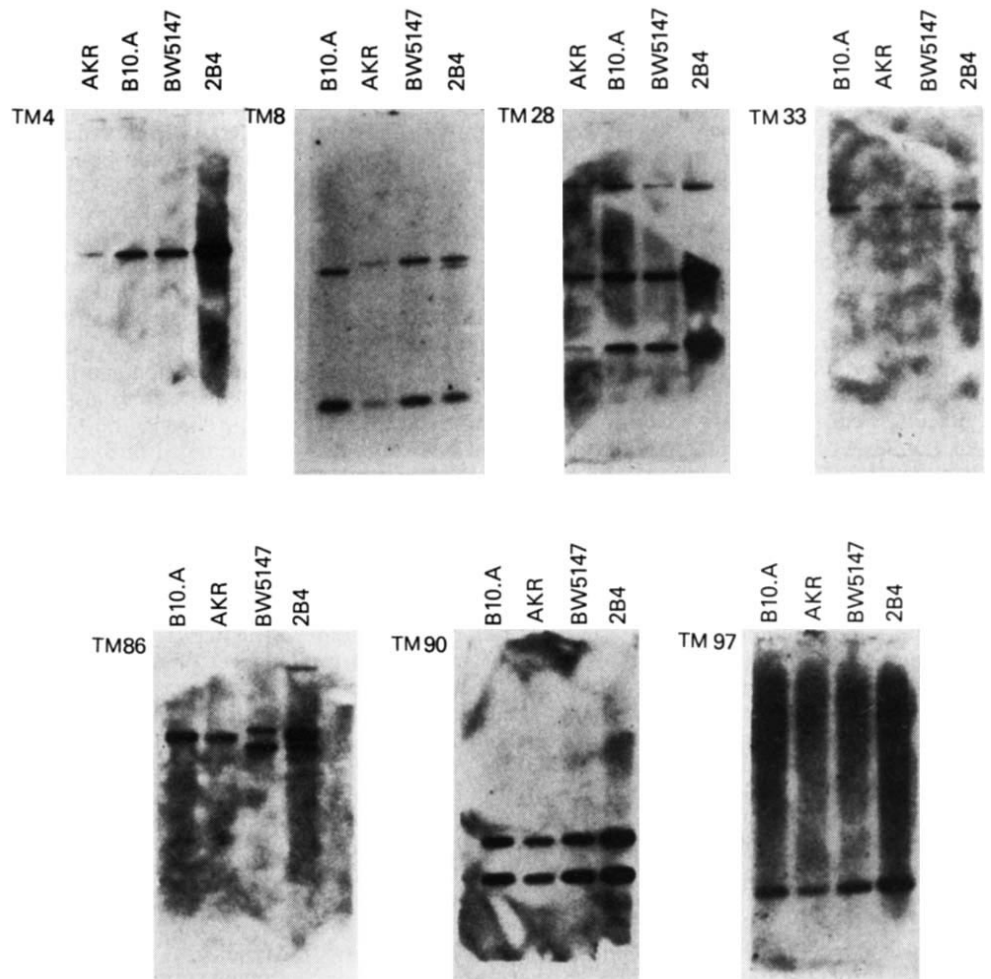 AKR B10.A BW5147 2B4
TM4
B10.A AKR BW5147 2B4
TM8
AKR B10.A BW5147 2B4
TM 28
B10.A AKR BW5147 2B4
TM 33
B10.A AKR BW5147 2B4
TM86
B10.A AKR BW5147 2B4
TM 90
B10.A AKR BW5147 2B4
TM 97